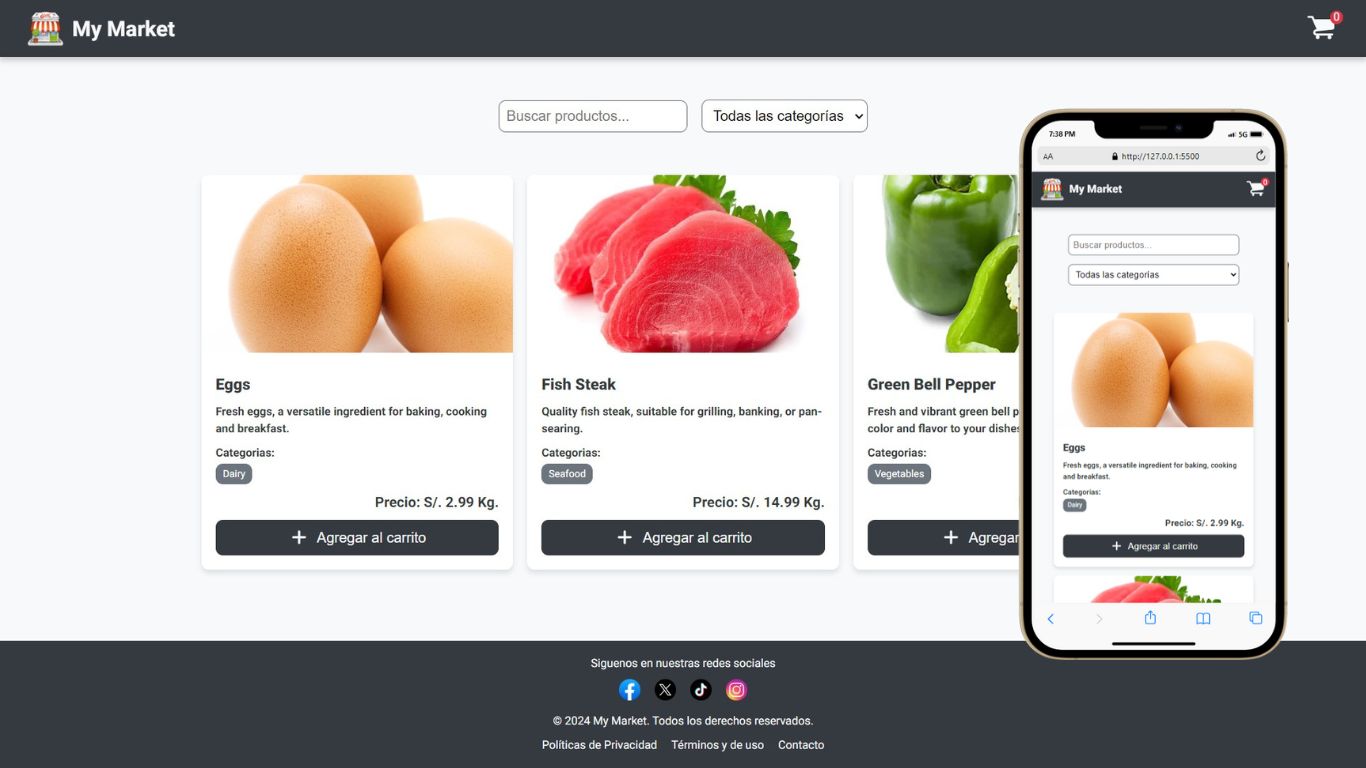 My Market
0
Buscar productos...
Todas las categorías
Eggs
Fresh eggs, a versatile ingredient for baking, cooking
and breakfast.
Categorias:
Dairy
Precio: S/. 2.99 Kg.
+ Agregar al carrito
Fish Steak
Quality fish steak, suitable for grilling, banking, or pan-
searing.
Categorias:
Seafood
Precio: S/. 14.99 Kg.
+ Agregar al carrito
Green Bell Pepper
Fresh and vibrant green bell p
color and flavor to your dishes
Categorias:
Vegetables
+ Agregar
7:38 PM
5G
AA
http://127.0.0.1:5500
My Market
0
Buscar productos...
Todas las categorías
Eggs
Fresh eggs, a versatile ingredient for baking, cooking
and breakfast.
Categorias:
Dairy
Precio: S/. 2.99 Kg.
+ Agregar al carrito
Siguenos en nuestras redes sociales
© 2024 My Market. Todos los derechos reservados.
Políticas de Privacidad Términos y de uso Contacto